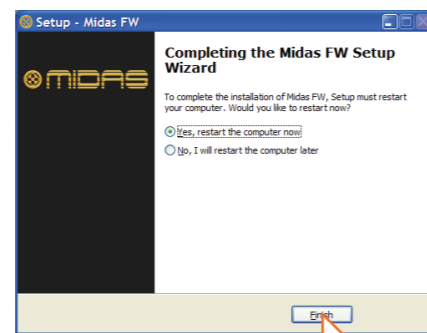 Setup - Midas FW
Completing the Midas FW Setup
Wizard
MIDAS
To complete the installation of Midas FW, Setup must restart
your computer. Would you like to restart now?
Yes, restart the computer now
No, I will restart the computer later
Finish